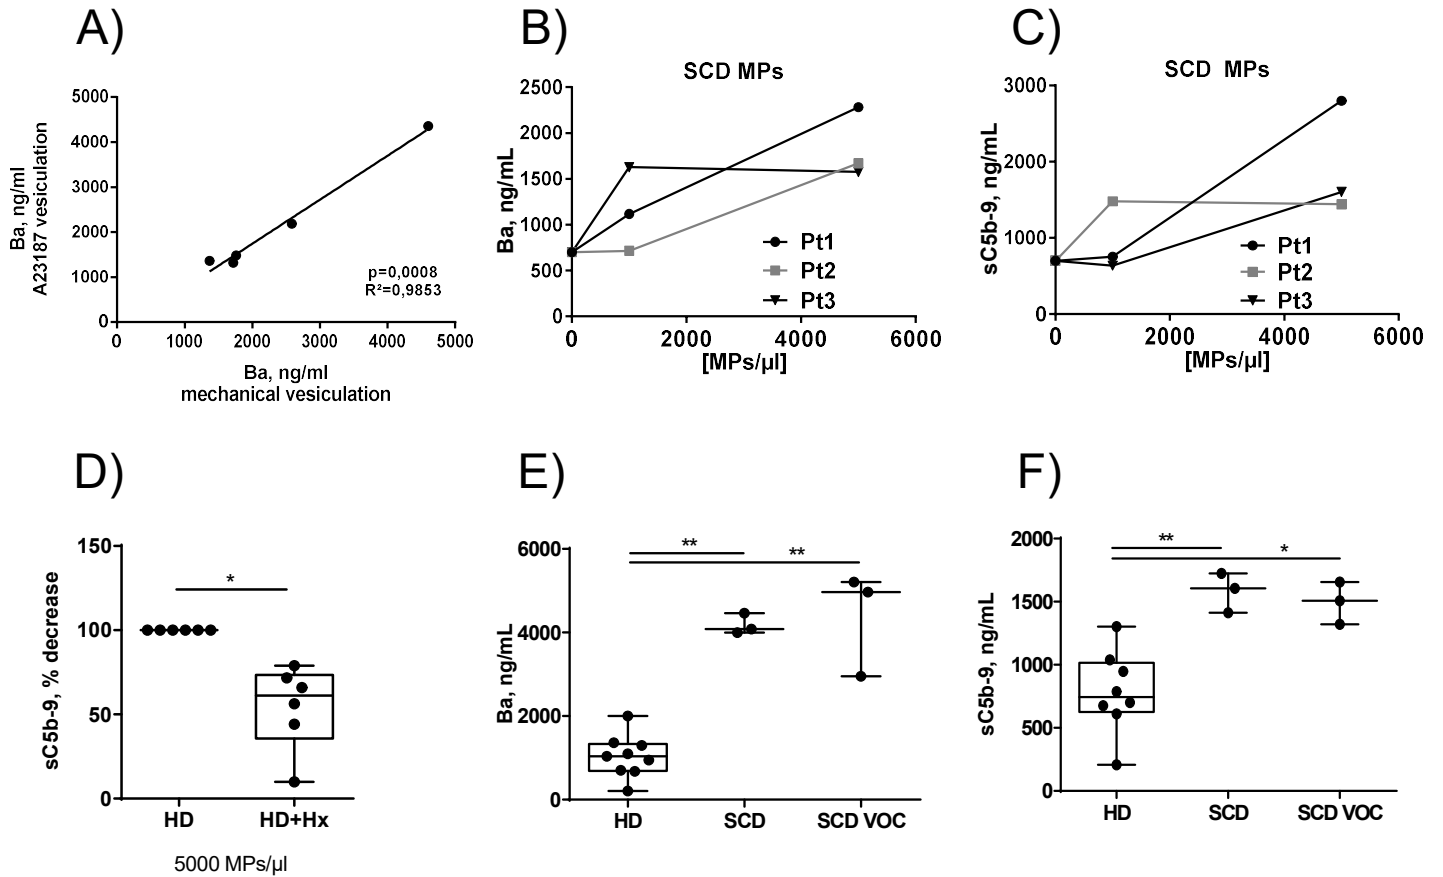 A)
5000
4000
3000
2000
1000
0
0 1000 2000 3000 4000 5000
Ba, ng/ml
A23187 vesiculation
p=0,0008
R²=0,9853
Ba, ng/ml
mechanical vesiculation
B)
SCD MPs
2500
2000
1500
1000
500
0
Ba, ng/mL
Pt1
Pt2
Pt3
0 2000 4000 6000
[MPs/µl]
C)
SCD MPs
3000
2000
1000
0
sC5b-9, ng/mL
Pt1
Pt2
Pt3
0 2000 4000 6000
[MPs/µl]
D)
150
100
50
0
sC5b-9, % decrease
*
HD HD+Hx
5000 MPs/µl
E)
6000
4000
2000
0
Ba, ng/mL
**
**
HD SCD SCD VOC
F)
2000
1500
1000
500
0
sC5b-9, ng/mL
**
*
HD SCD SCD VOC